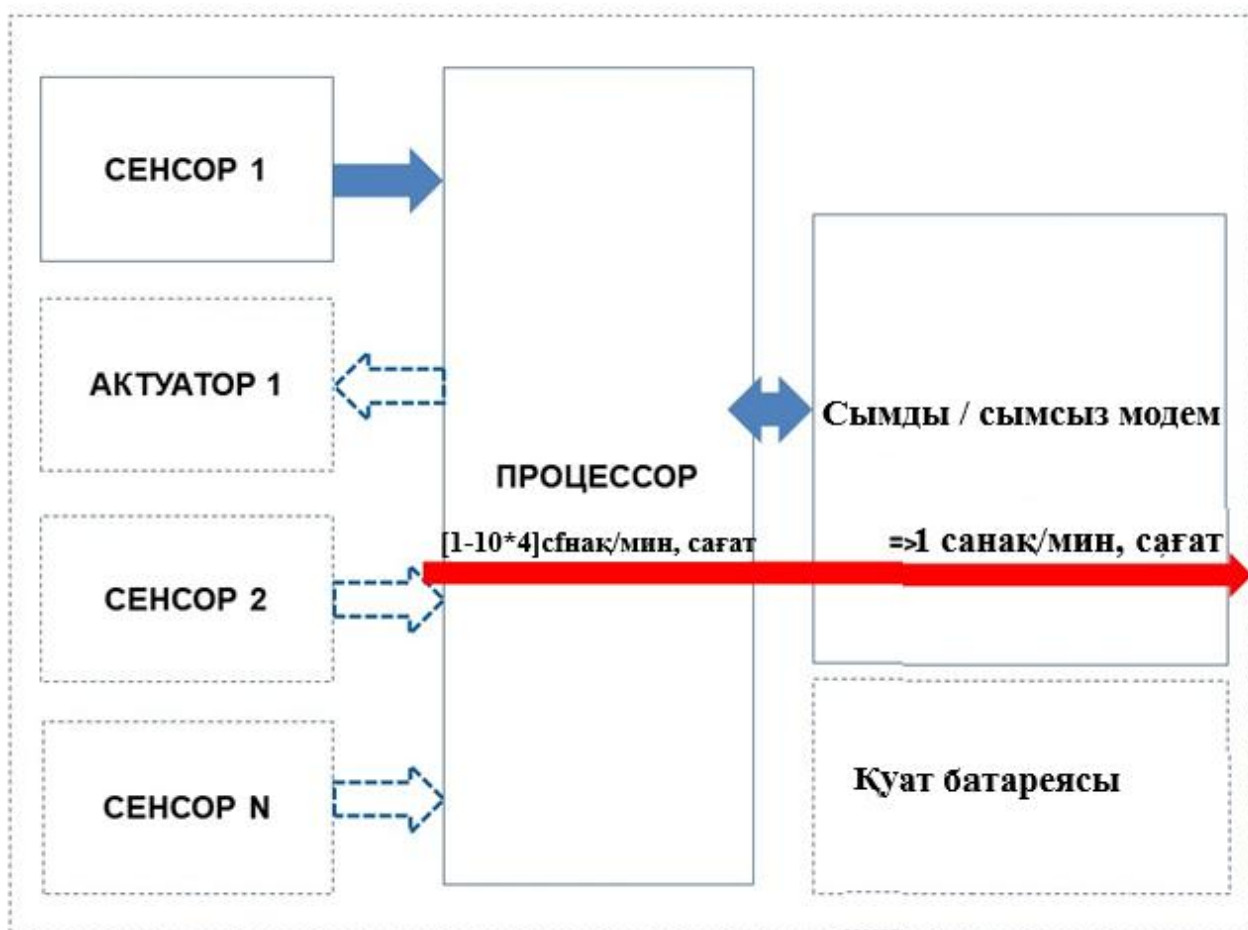 СЕНСОР 1
АКТУАТОР 1
СЕНСОР 2
СЕНСОР N
ПРОЦЕССОР
[1-10*4]cfнақ/мин, сағат
Сымды / сымсыз модем
=>1 санақ/мин, сағат
Қуат батареясы